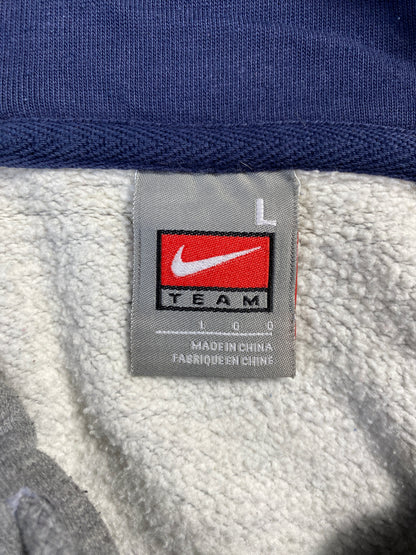 L
TEAM
L G G
MADE IN CHINA
FABRIQUE EN CHINE